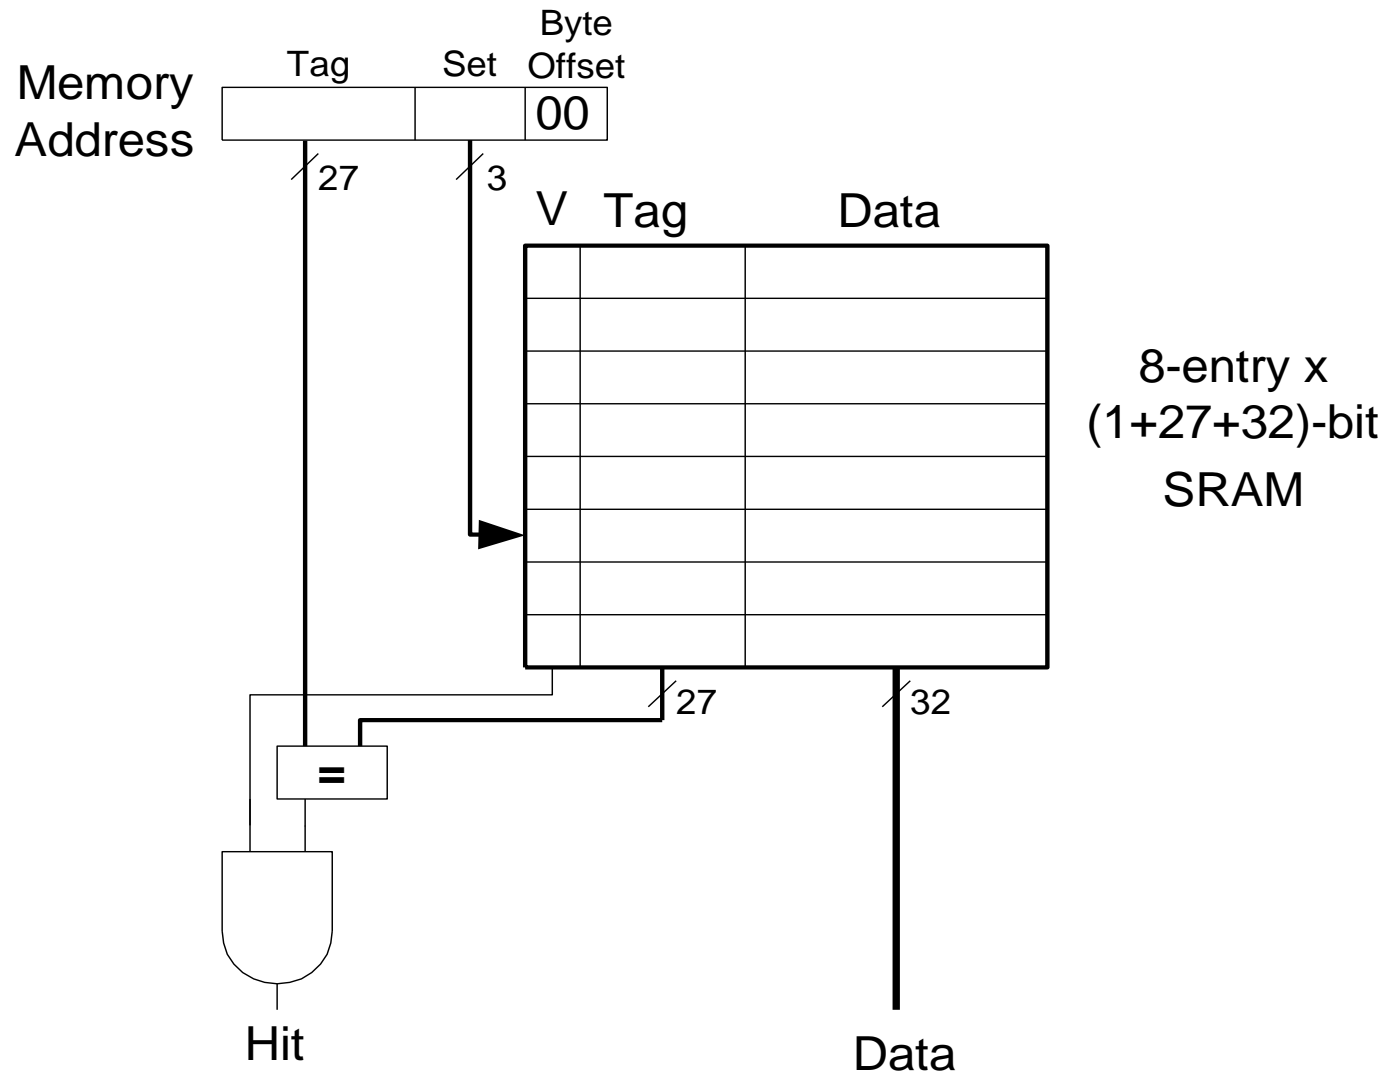 Byte
Tag Set Offset
Memory
Address
00
27 3
V Tag Data
8-entry x
(1+27+32)-bit
SRAM
27 32
=
Hit
Data